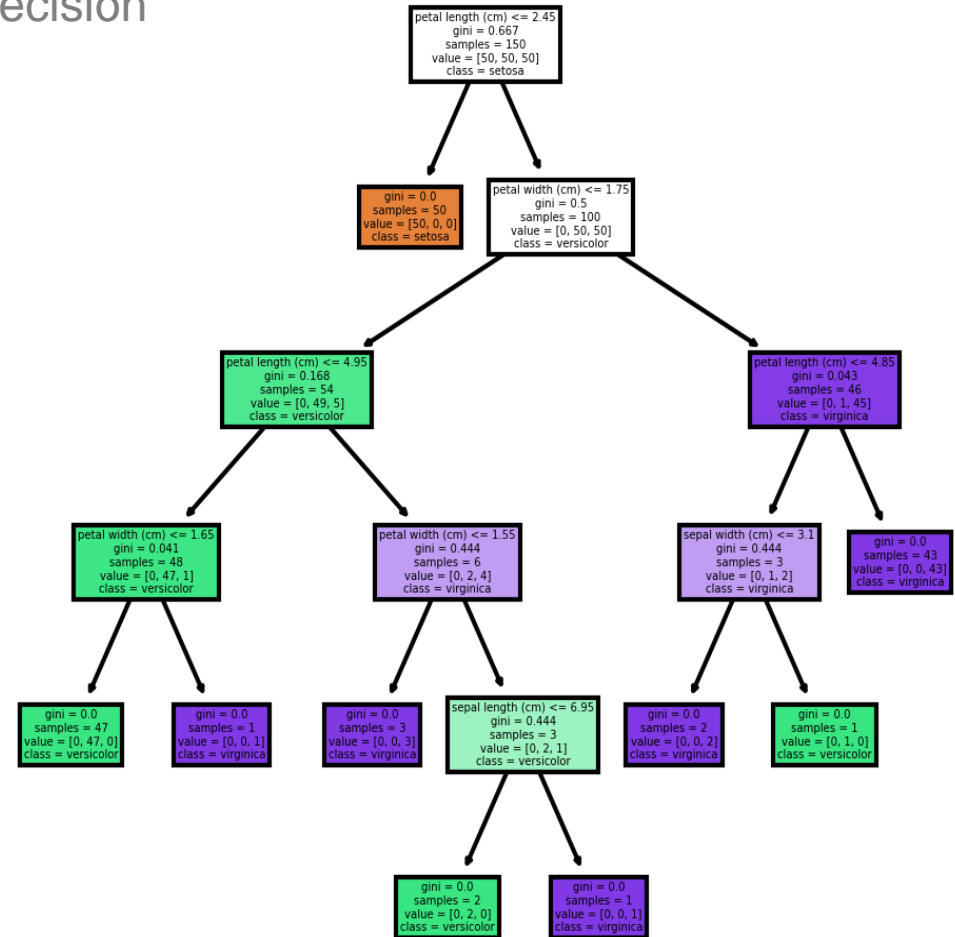 ecision
petal length (cm) <= 2.45
gini = 0.667
samples = 150
value = [50, 50, 50]
class = setosa
gini = 0.0
samples = 50
value = [50, 0, 0]
class = setosa
petal width (cm) <= 1.75
gini = 0.5
samples = 100
value = [0, 50, 50]
class = versicolor
petal length (cm) <= 4.95
gini = 0.168
samples = 54
value = [0, 49, 5]
class = versicolor
petal length (cm) <= 4.85
gini = 0.043
samples = 46
value = [0, 1, 45]
class = virginica
petal width (cm) <= 1.65
gini = 0.041
samples = 48
value = [0, 47, 1]
class = versicolor
petal width (cm) <= 1.55
gini = 0.444
samples = 6
value = [0, 2, 4]
class = virginica
sepal width (cm) <= 3.1
gini = 0.444
samples = 3
value = [0, 1, 2]
class = virginica
gini = 0.0
samples = 43
value = [0, 0, 43]
class = virginica
gini = 0.0
samples = 47
value = [0, 47, 0]
class = versicolor
gini = 0.0
samples = 1
value = [0, 0, 1]
class = virginica
gini = 0.0
samples = 3
value = [0, 0, 3]
class = virginica
sepal length (cm) <= 6.95
gini = 0.444
samples = 3
value = [0, 2, 1]
class = versicolor
gini = 0.0
samples = 2
value = [0, 0, 2]
class = virginica
gini = 0.0
samples = 1
value = [0, 1, 0]
class = versicolor
gini = 0.0
samples = 2
value = [0, 2, 0]
class = versicolor
gini = 0.0
samples = 1
value = [0, 0, 1]
class = virginica